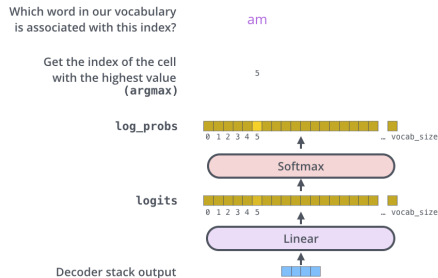 Which word in our vocabulary
is associated with this index?
am
Get the index of the cell
with the highest value
(argmax)
5
log_probs
0 1 2 3 4 5 … vocab_size
Softmax
logits
0 1 2 3 4 5 … vocab_size
Linear
Decoder stack output